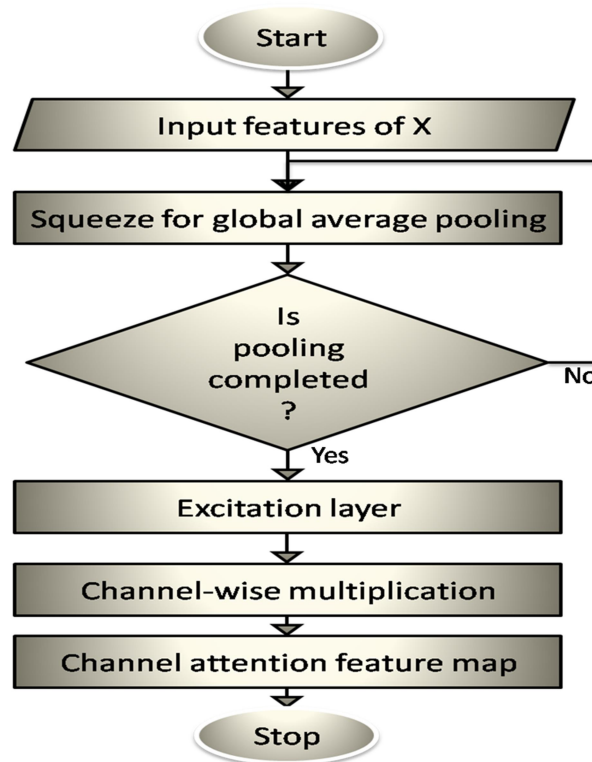 Start
Input features of X
Squeeze for global average pooling
Is
pooling
completed
?
No
Yes
Excitation layer
Channel-wise multiplication
Channel attention feature map
Stop